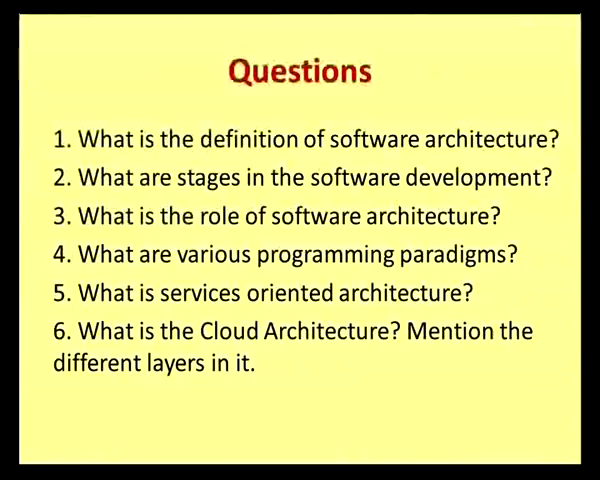 Questions
1. What is the definition of software architecture?
2. What are stages in the software development?
3. What is the role of software architecture?
4. What are various programming paradigms?
5. What is services oriented architecture?
6. What is the Cloud Architecture? Mention the
different layers in it.